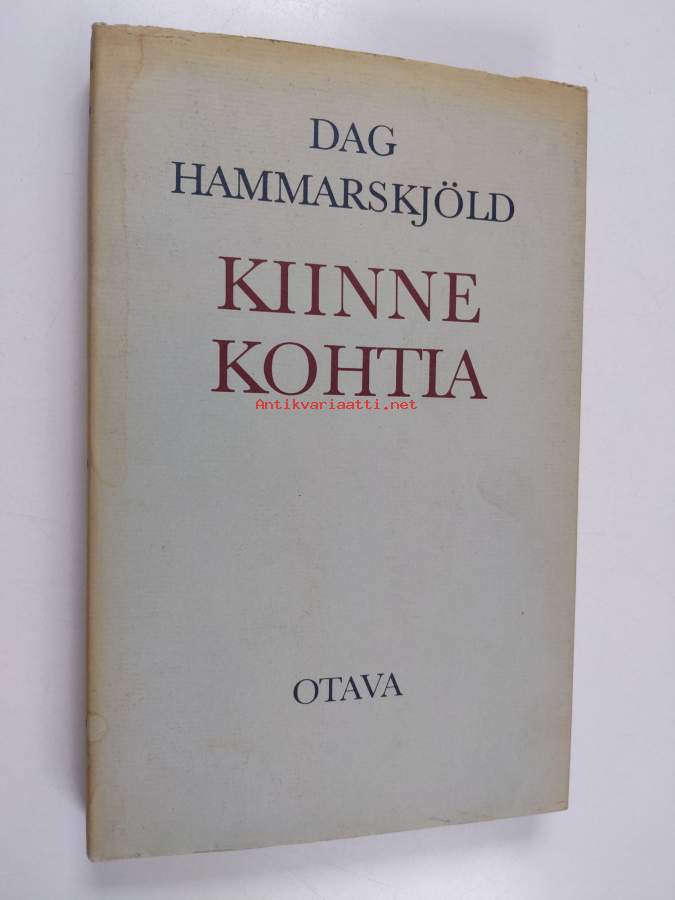 DAG
HAMMARSKJÖLD
KIINNE
KOHTIA
Antikvariaatti.net
OTAVA